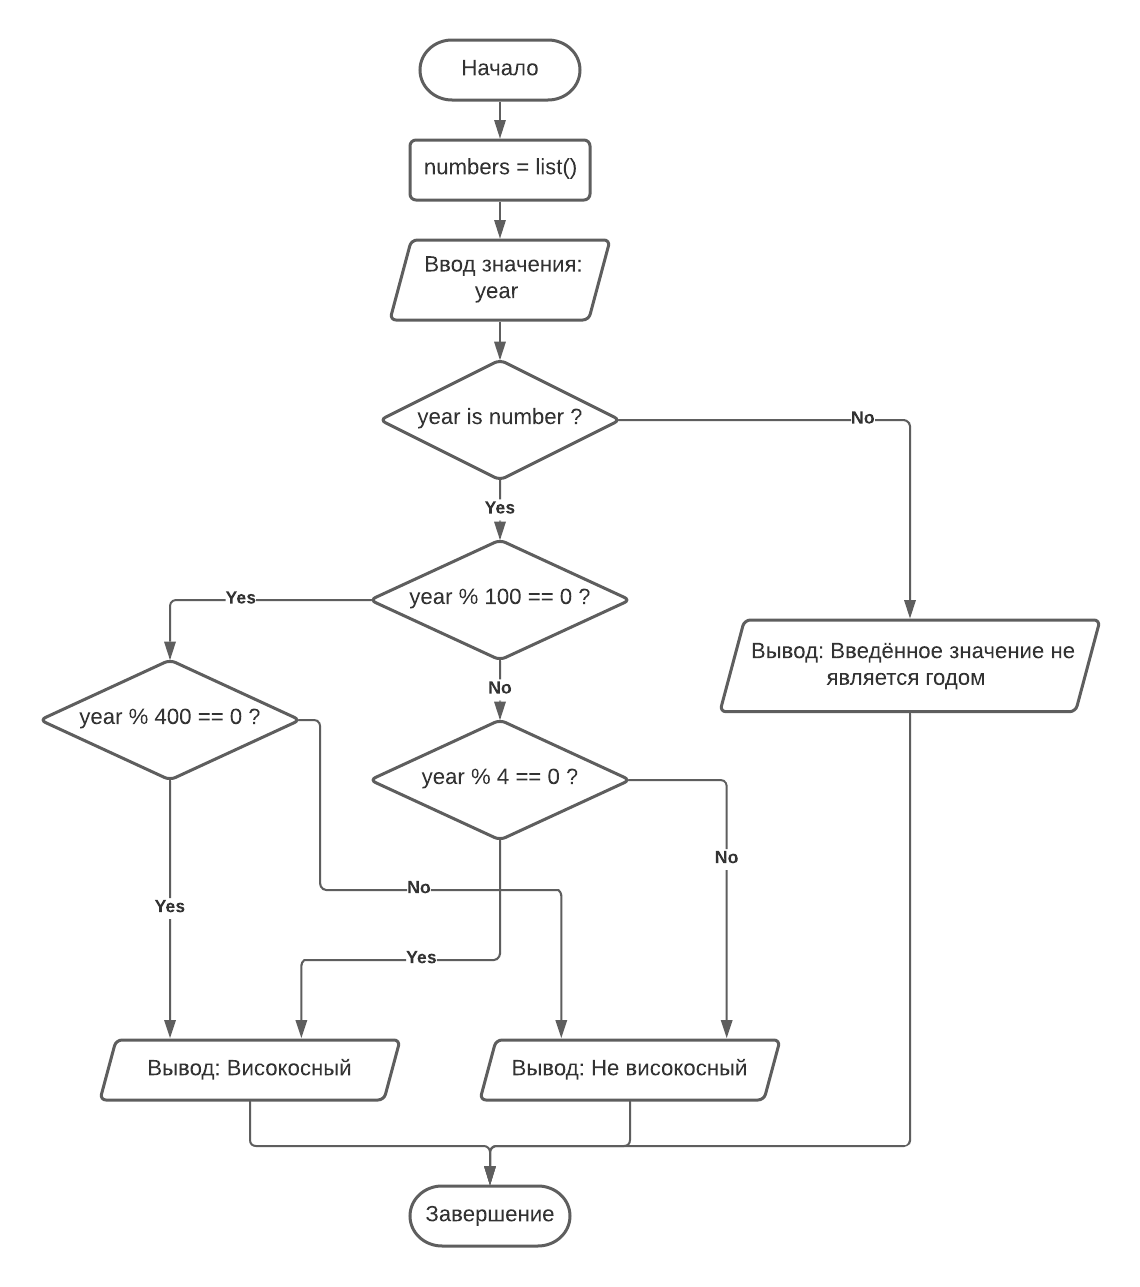 Начало
numbers = list()
Ввод значения:
year
year is number ?
No
Yes
year % 100 == 0 ?
Yes
No
Вывод: Введённое значение не
является годом
year % 400 == 0 ?
year % 4 == 0 ?
No
No
Yes
Yes
Вывод: Високосный
Вывод: Не високосный
Завершение